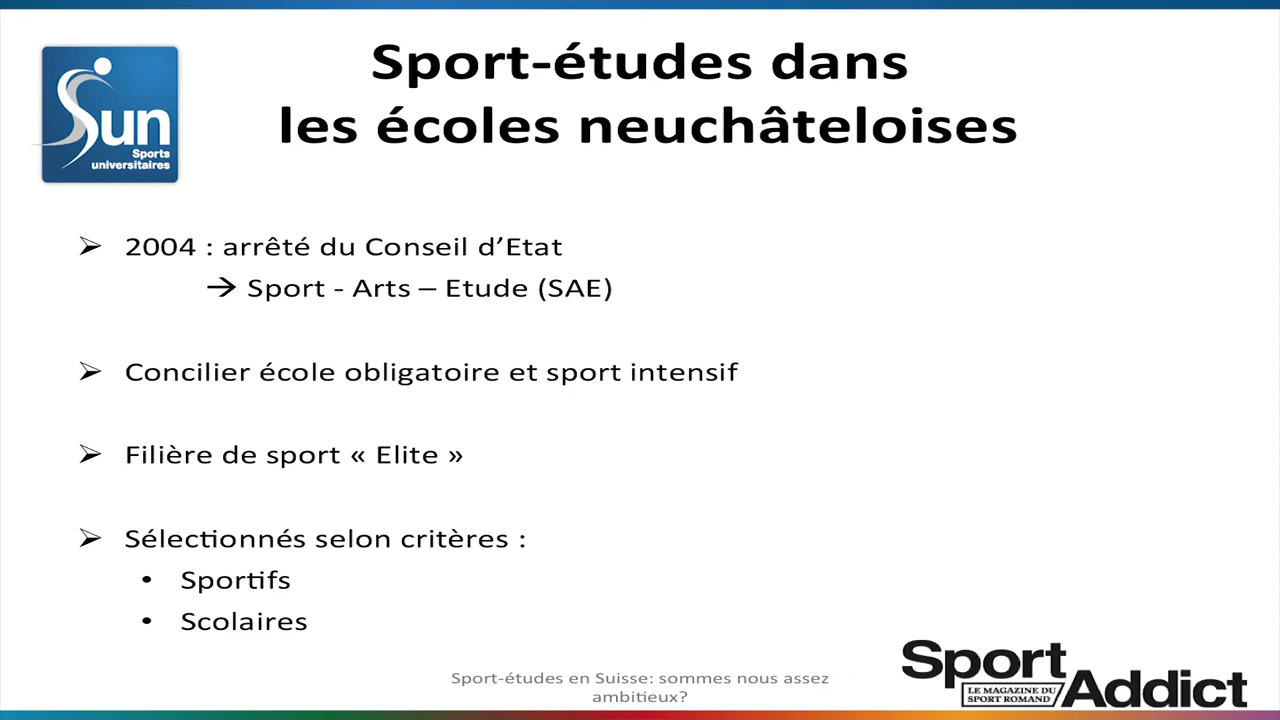 Sport-études dans
les écoles neuchâteloises
Sun
Sports
universitaires
➢ 2004 : arrêté du Conseil d’Etat
→ Sport - Arts – Etude (SAE)
➢ Concilier école obligatoire et sport intensif
➢ Filière de sport « Elite »
➢ Sélectionnés selon critères :
• Sportifs
• Scolaires
Sport-études en Suisse: sommes nous assez
ambitieux?
Sport
Addict
LE MAGAZINE DU
SPORT ROMAND